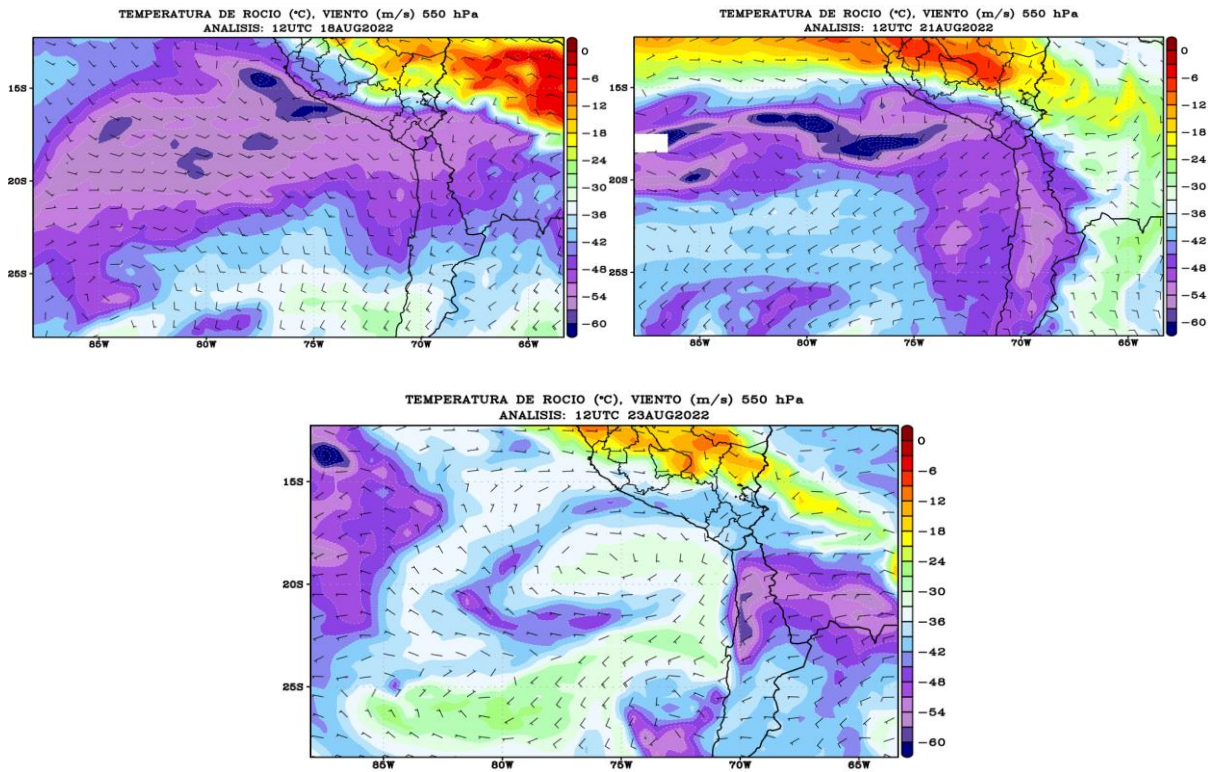 TEMPERATURA DE ROCIO (°C), VIENTO (m/s) 550 hPa
ANALISIS: 12UTC 18AUG2022
15S
20S
25S
85W 80W 75W 70W 65W
0
-6
-12
-18
-24
-30
-36
-42
-48
-54
-60
TEMPERATURA DE ROCIO (°C), VIENTO (m/s) 550 hPa
ANALISIS: 12UTC 21AUG2022
15S
20S
25S
85W 80W 75W 70W 65W
0
-6
-12
-18
-24
-30
-36
-42
-48
-54
-60
TEMPERATURA DE ROCIO (°C), VIENTO (m/s) 550 hPa
ANALISIS: 12UTC 23AUG2022
15S
20S
25S
85W 80W 75W 70W 65W
0
-6
-12
-18
-24
-30
-36
-42
-48
-54
-60